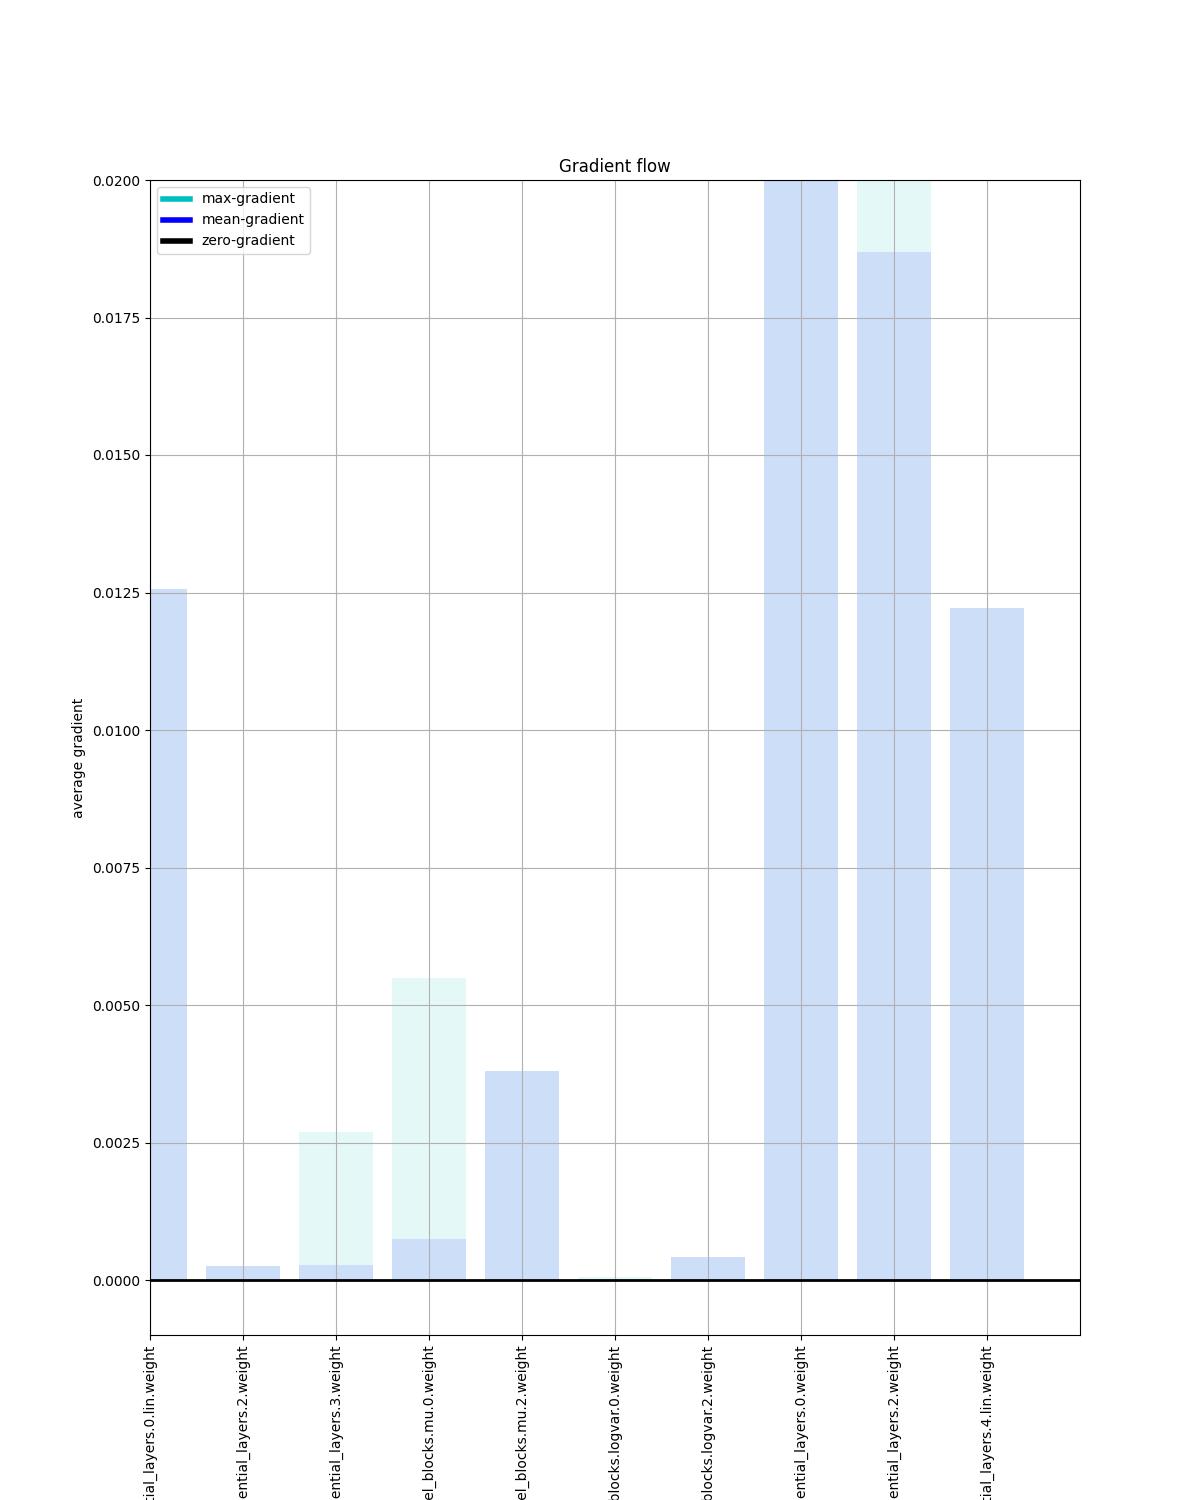 Gradient flow
max-gradient
mean-gradient
zero-gradient
0.0200
0.0175
0.0150
0.0125
0.0100
0.0075
0.0050
0.0025
0.0000
average gradient
tial_layers.0.lin.weight
ential_layers.2.weight
ential_layers.3.weight
el_blocks.mu.0.weight
el_blocks.mu.2.weight
blocks.logvar.0.weight
blocks.logvar.2.weight
ential_layers.0.weight
ential_layers.2.weight
tial_layers.4.lin.weight